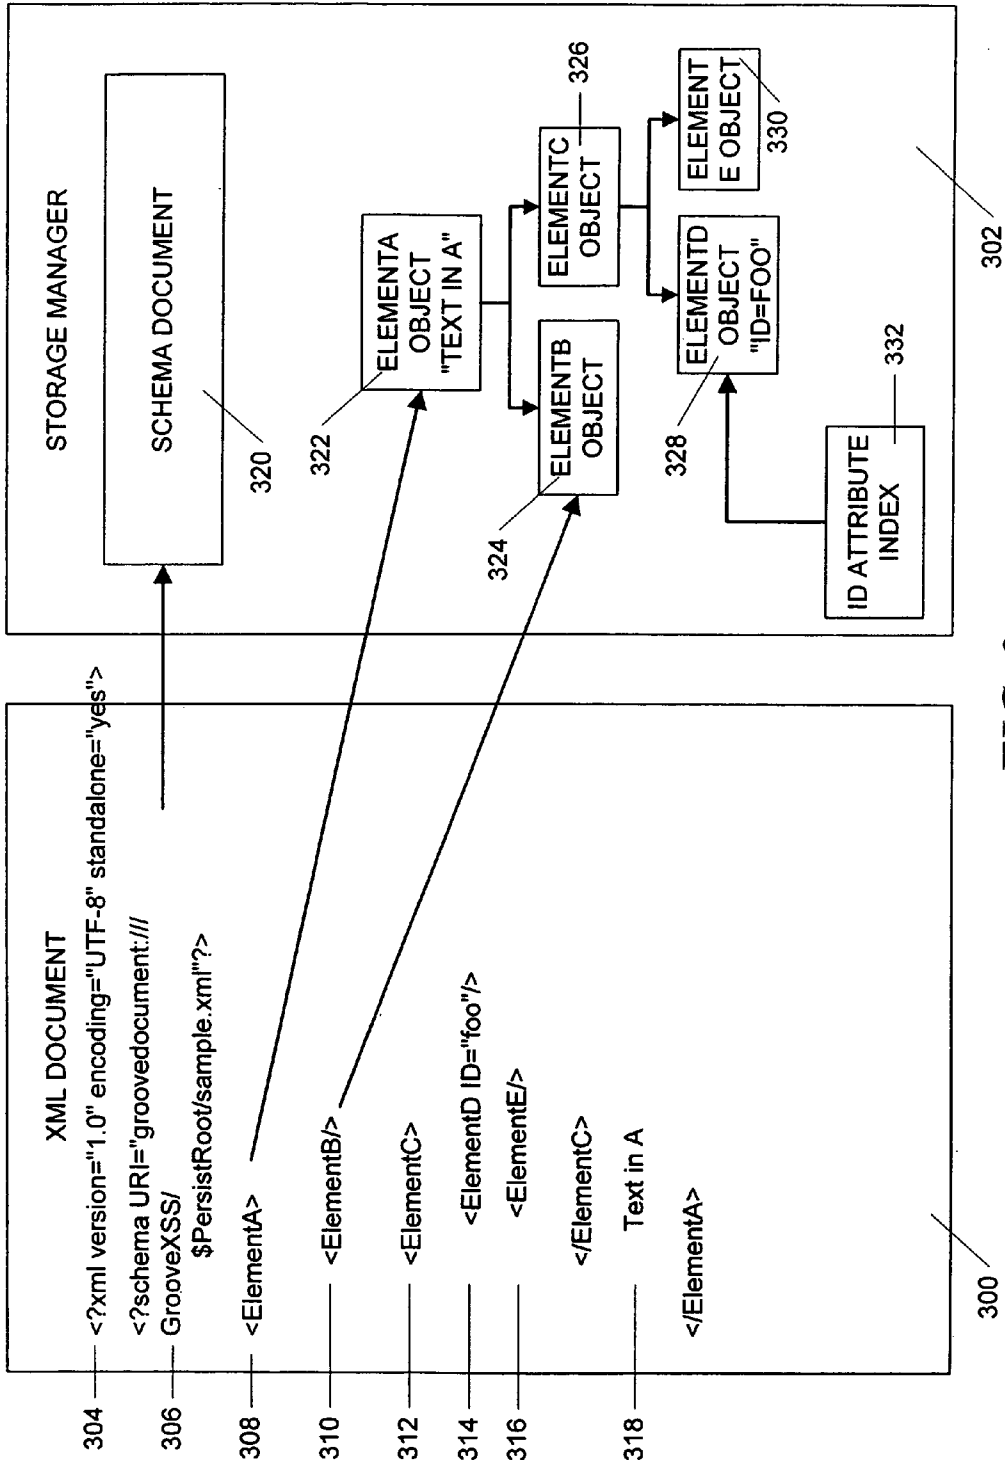 XML DOCUMENT
304
<?xml version="1.0" encoding="UTF-8" standalone="yes">
<?schema URI="groovedocument:///
306
GrooveXSS/
$PersistRoot/sample.xml"?>
308
<ElementA>
310
<ElementB/>
312
<ElementC>
314
<ElementD ID="foo"/>
316
<ElementE/>
</ElementC>
318
Text in A
</ElementA>
300
STORAGE MANAGER
SCHEMA DOCUMENT
320
322
ELEMENTA
OBJECT
"TEXT IN A"
324
ELEMENTB
OBJECT
ELEMENTC
OBJECT
326
328
ELEMENTD
OBJECT
"ID=FOO"
ELEMENT
E OBJECT
330
ID ATTRIBUTE
INDEX
332
302